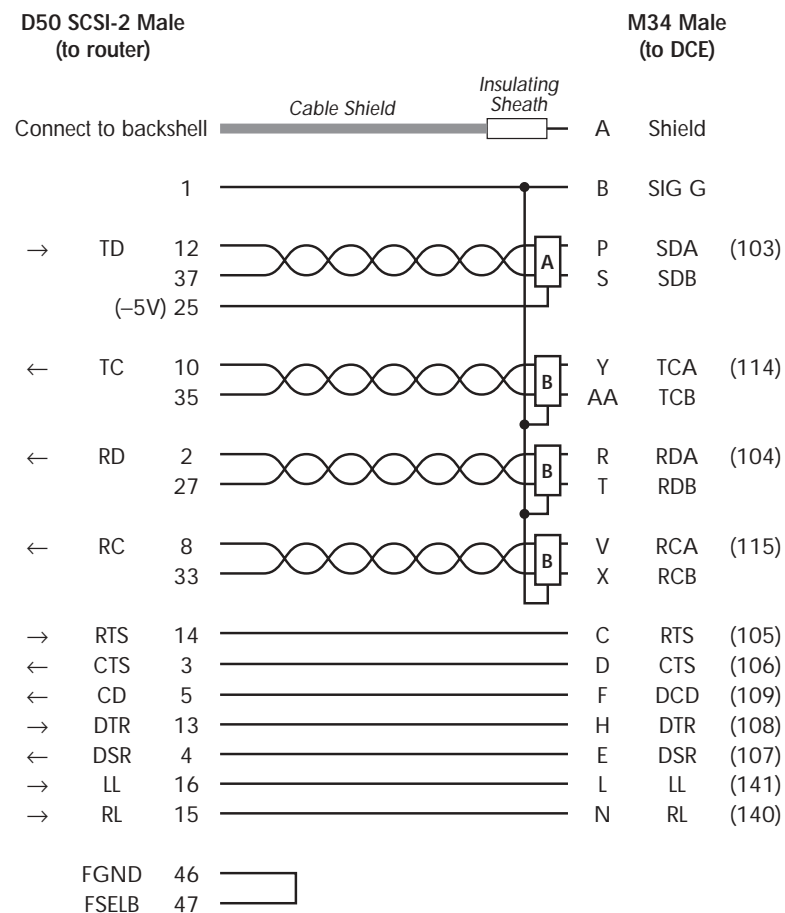 D50 SCSI-2 Male M34 Male
(to router) (to DCE)
Cable Shield Insulating Sheath
Connect to backshell A Shield
1 B SIG G
→ TD 12 A P SDA (103)
37 S SDB
(–5V) 25
← TC 10 B Y TCA (114)
35 AA TCB
← RD 2 B R RDA (104)
27 T RDB
← RC 8 B V RCA (115)
33 X RCB
→ RTS 14 C RTS (105)
← CTS 3 D CTS (106)
← CD 5 F DCD (109)
→ DTR 13 H DTR (108)
← DSR 4 E DSR (107)
→ LL 16 L LL (141)
→ RL 15 N RL (140)
FGND 46
FSELB 47